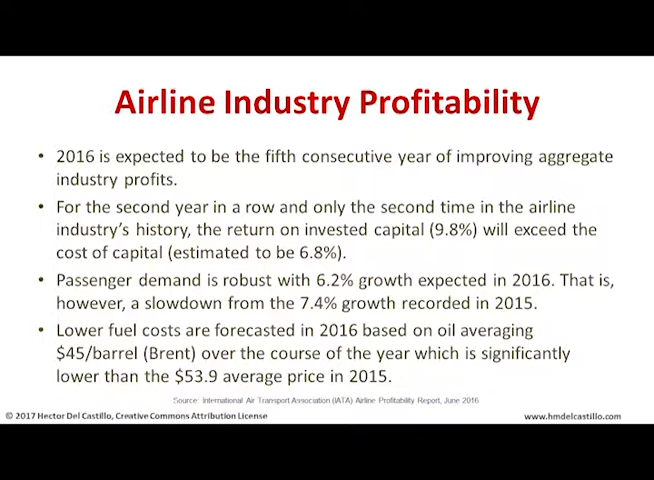 Airline Industry Profitability
• 2016 is expected to be the fifth consecutive year of improving aggregate
industry profits.
• For the second year in a row and only the second time in the airline
industry's history, the return on invested capital (9.8%) will exceed the
cost of capital (estimated to be 6.8%).
• Passenger demand is robust with 6.2% growth expected in 2016. That is,
however, a slowdown from the 7.4% growth recorded in 2015.
• Lower fuel costs are forecasted in 2016 based on oil averaging
$45/barrel (Brent) over the course of the year which is significantly
lower than the $53.9 average price in 2015.
Source: International Air Transport Association (IATA) Airline Profitability Report, June 2016
© 2017 Hector Del Castillo, Creative Commons Attribution License
www.hmdelcastillo.com